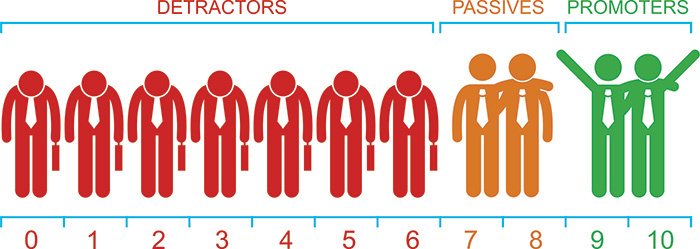 DETRACTORS PASSIVES PROMOTERS
0 1 2 3 4 5 6 7 8 9 10